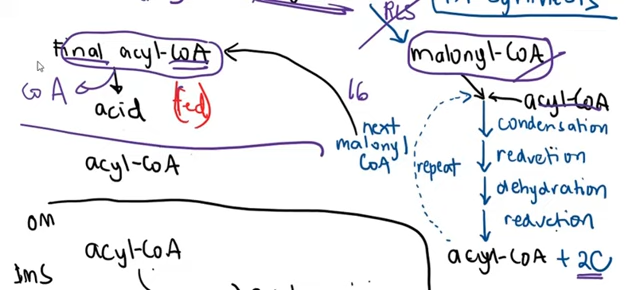 RLS
FA synthesis
Final acyl-CoA
malonyl-CoA
CoA
acid
(fed)
16
acyl-CoA
condensation
next
malonyl
CoA
repeat
reduction
dehydration
reduction
acyl-CoA
acyl-CoA + 2C
OM
acyl-CoA
IMS